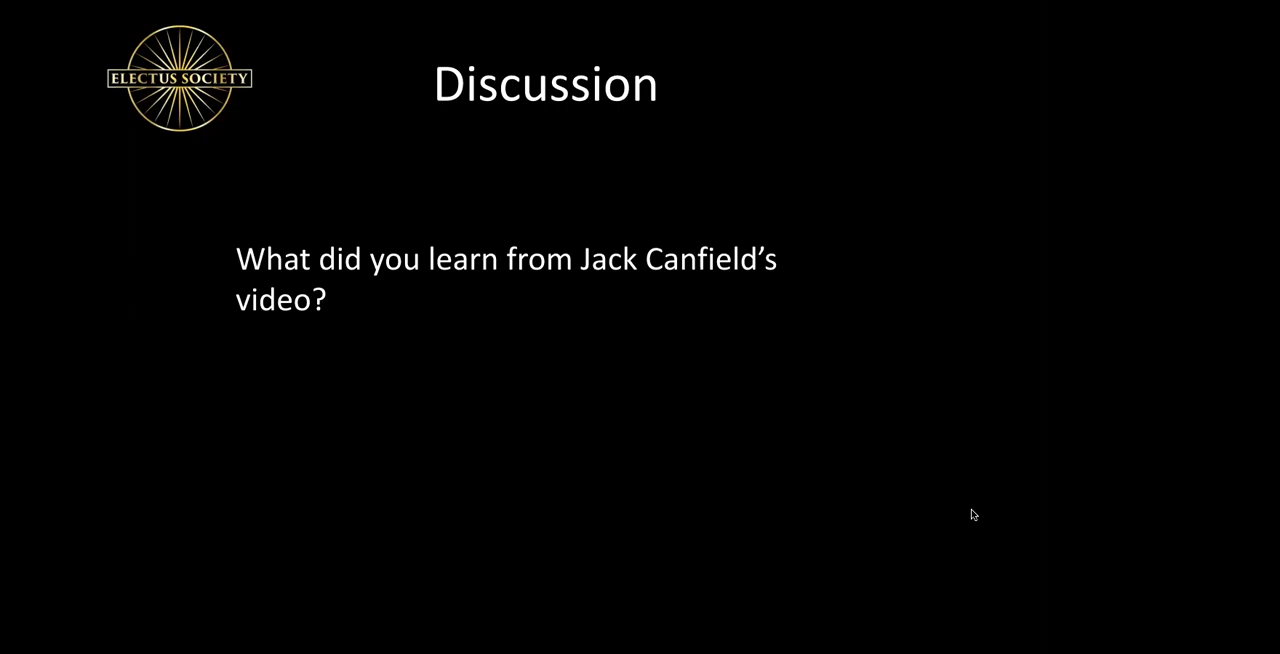 ELECTUS SOCIETY
Discussion
What did you learn from Jack Canfield’s
video?